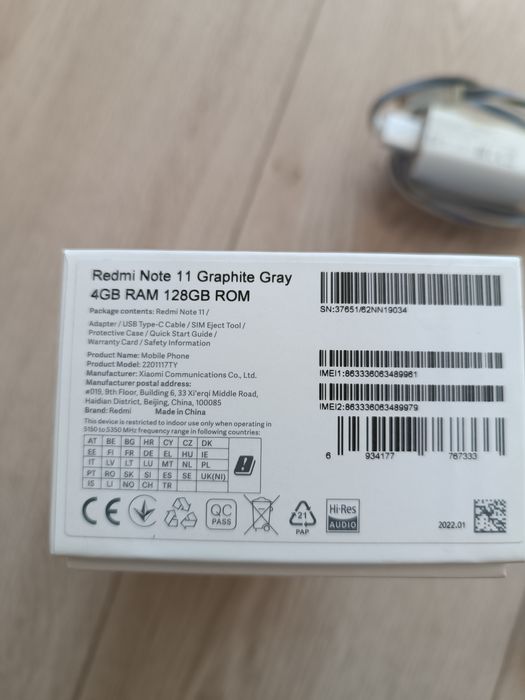 Redmi Note 11 Graphite Gray
4GB RAM 128GB ROM
Package contents: Redmi Note 11 /
Adapter / USB Type-C Cable / SIM Eject Tool /
Protective Case / Quick Start Guide /
Warranty Card / Safety Information
Product Name: Mobile Phone
Product Model: 2201117TY
Manufacturer: Xiaomi Communications Co., Ltd.
Manufacturer postal address:
#019, 9th Floor, Building 6, 33 Xi'erqi Middle Road,
Haidian District, Beijing, China, 100085
Brand: Redmi Made in China
This device is restricted to indoor use only when operating in
5150 to 5350 MHz frequency range in following countries:
AT BE BG HR CY CZ DK
EE FI FR DE EL HU IE
IT LV LT LU MT NL PL
PT RO SK SI ES SE UK(NI)
IS LI NO CH TR
SN:37651/62NN19034
IMEI1:863336063489961
IMEI2:863336063489979
6 934177 767333
CE
QC
PASS
21
PAP
Hi-Res
AUDIO
2022.01